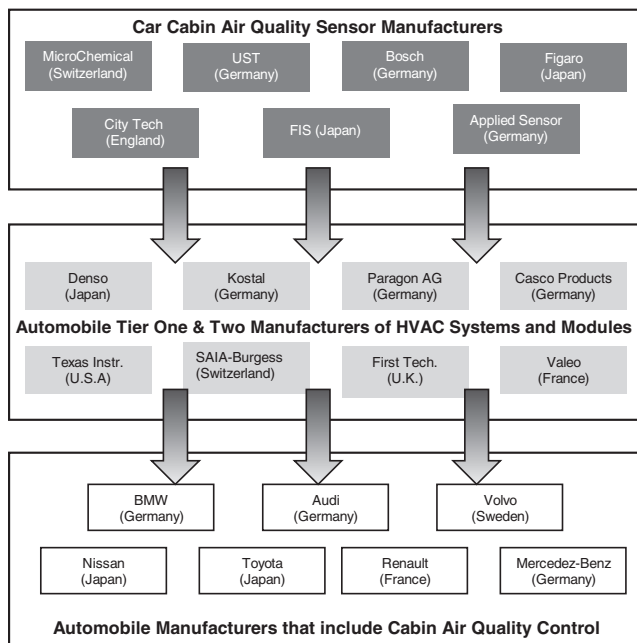 Car Cabin Air Quality Sensor Manufacturers
MicroChemical
(Switzerland)
UST
(Germany)
Bosch
(Germany)
Figaro
(Japan)
City Tech
(England)
FIS (Japan)
Applied Sensor
(Germany)
Denso
(Japan)
Kostal
(Germany)
Paragon AG
(Germany)
Casco Products
(Germany)
Automobile Tier One & Two Manufacturers of HVAC Systems and Modules
Texas Instr.
(U.S.A)
SAIA-Burgess
(Switzerland)
First Tech.
(U.K.)
Valeo
(France)
BMW
(Germany)
Audi
(Germany)
Volvo
(Sweden)
Nissan
(Japan)
Toyota
(Japan)
Renault
(France)
Mercedez-Benz
(Germany)
Automobile Manufacturers that include Cabin Air Quality Control